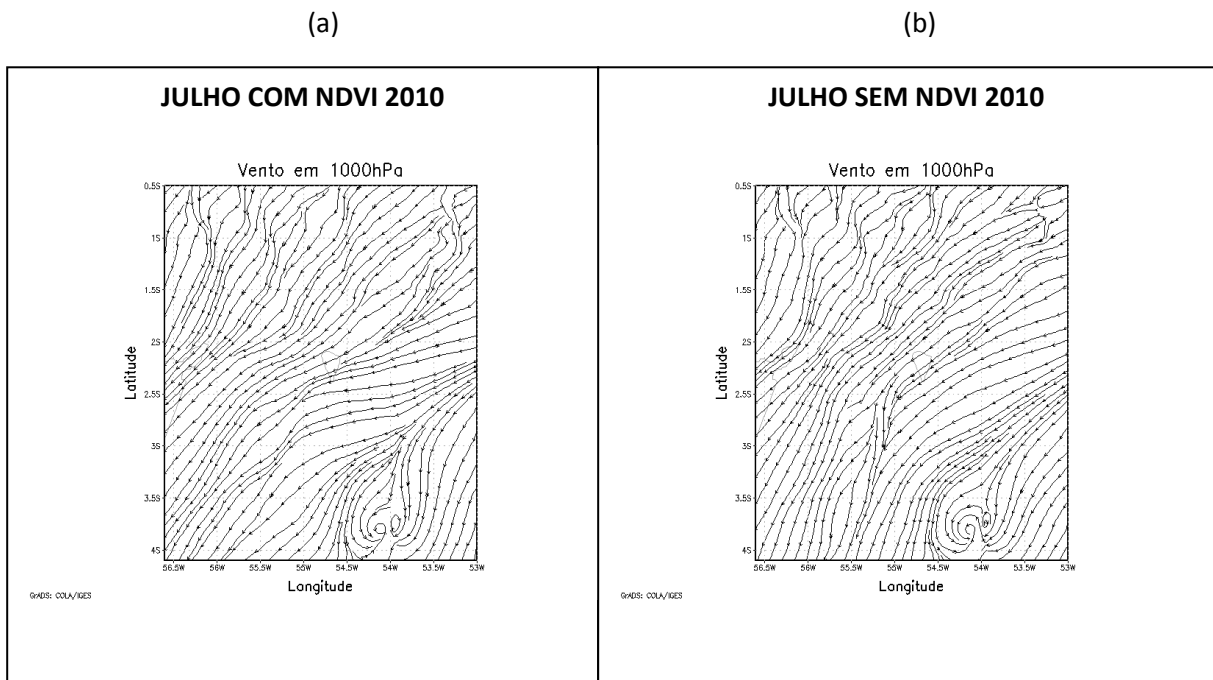 (a)
(b)
JULHO COM NDVI 2010
JULHO SEM NDVI 2010
Vento em 1000hPa
Latitude
0.5S
1S
1.5S
2S
2.5S
3S
3.5S
4S
56.5W 56W 55.5W 55W 54.5W 54W 53.5W 53W
Longitude
GrADS: COLA/IGES
Vento em 1000hPa
Latitude
0.5S
1S
1.5S
2S
2.5S
3S
3.5S
4S
56.5W 56W 55.5W 55W 54.5W 54W 53.5W 53W
Longitude
GrADS: COLA/IGES